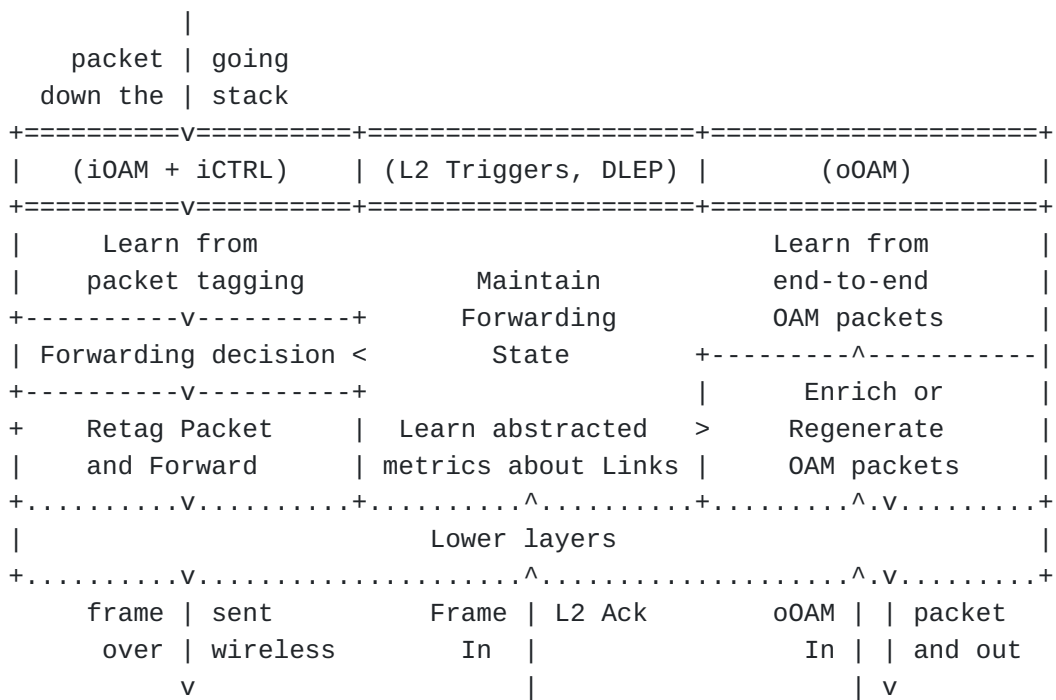 |
    packet | going
  down the | stack
+==========v==========+=====================+=====================+
|   (iOAM + iCTRL)    | (L2 Triggers, DLEP) |       (oOAM)        |
+==========v==========+=====================+=====================+
|     Learn from                                 Learn from       |
|    packet tagging           Maintain          end-to-end        |
+----------v----------+      Forwarding         OAM packets       |
| Forwarding decision <        State        +---------^-----------|
+----------v----------+                     |      Enrich or      |
+    Retag Packet     |  Learn abstracted   >     Regenerate      |
|    and Forward      | metrics about Links |     OAM packets     |
+..........v..........+..........^..........+.........^.v.........+
|                          Lower layers                           |
+..........v.....................^....................^.v.........+
     frame | sent          Frame | L2 Ack        oOAM | | packet
      over | wireless        In  |                 In | | and out
           v                     |                    | v